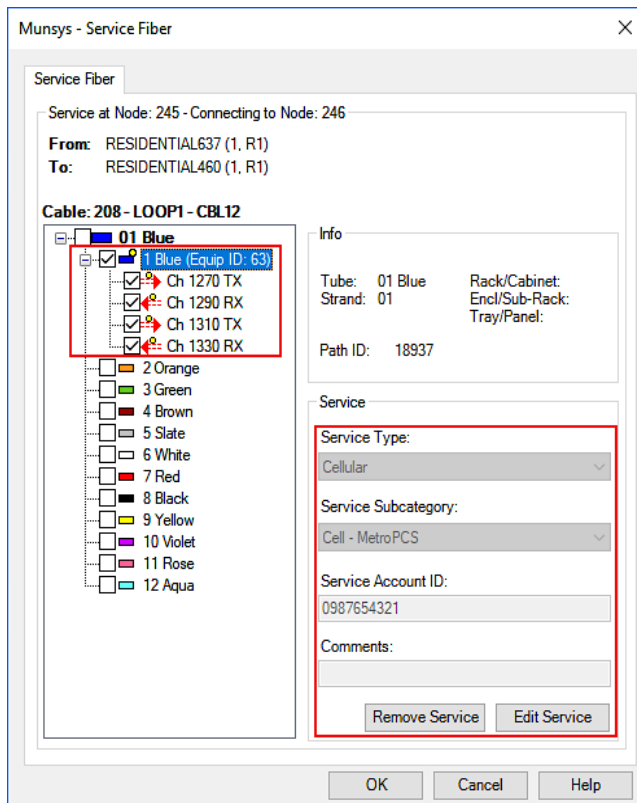 Munsys - Service Fiber
Service Fiber
Service at Node: 245 - Connecting to Node: 246
From: RESIDENTIAL637 (1, R1)
To: RESIDENTIAL460 (1, R1)
Cable: 208 - LOOP1 - CBL12
01 Blue
1 Blue (Equip ID: 63)
Ch 1270 TX
Ch 1290 RX
Ch 1310 TX
Ch 1330 RX
2 Orange
3 Green
4 Brown
5 Slate
6 White
7 Red
8 Black
9 Yellow
10 Violet
11 Rose
12 Aqua
Info
Tube: 01 Blue
Strand: 01
Rack/Cabinet:
Encl/Sub-Rack:
Tray/Panel:
Path ID: 18937
Service
Service Type:
Cellular
Service Subcategory:
Cell - MetroPCS
Service Account ID:
0987654321
Comments:
Remove Service
Edit Service
OK
Cancel
Help